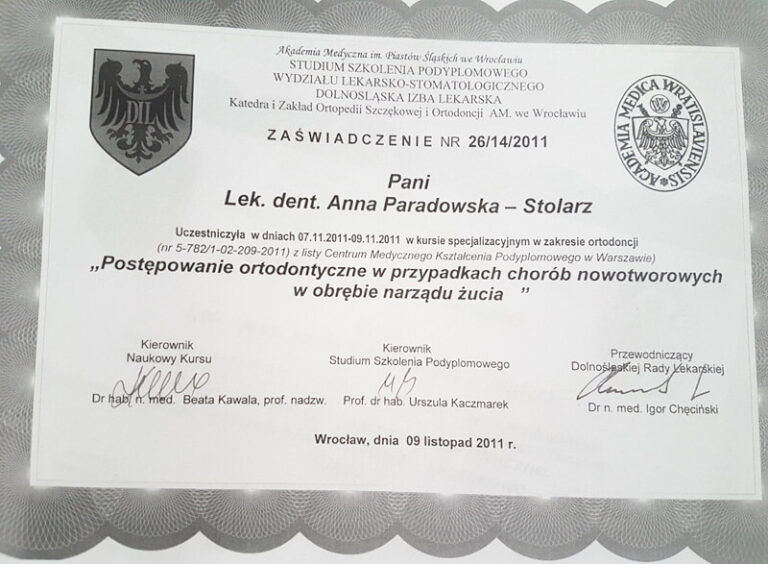 Akademia Medyczna im. Piastów Śląskich we Wrocławiu
STUDIUM SZKOLENIA PODYPLOMOWEGO
WYDZIAŁU LEKARSKO-STOMATOLOGICZNEGO
DOLNOŚLĄSKA IZBA LEKARSKA
Katedra i Zakład Ortopedii Szczękowej i Ortodoncji AM. we Wrocławiu
DIL
ACADEMIA MEDICA WRATISLAVIENSIS
ZAŚWIADCZENIE NR 26/14/2011
Pani
Lek. dent. Anna Paradowska – Stolarz
Uczestniczyła w dniach 07.11.2011-09.11.2011 w kursie specjalizacyjnym w zakresie ortodoncji
(nr 5-782/1-02-209-2011) z listy Centrum Medycznego Kształcenia Podyplomowego w Warszawie)
„Postępowanie ortodontyczne w przypadkach chorób nowotworowych
w obrębie narządu żucia ”
Kierownik
Naukowy Kursu
Dr hab. n. med. Beata Kawala, prof. nadzw.
Kierownik
Studium Szkolenia Podyplomowego
Prof. dr hab. Urszula Kaczmarek
Przewodniczący
Dolnośląskiej Rady Lekarskiej
Dr n. med. Igor Chęciński
Wrocław, dnia 09 listopad 2011 r.